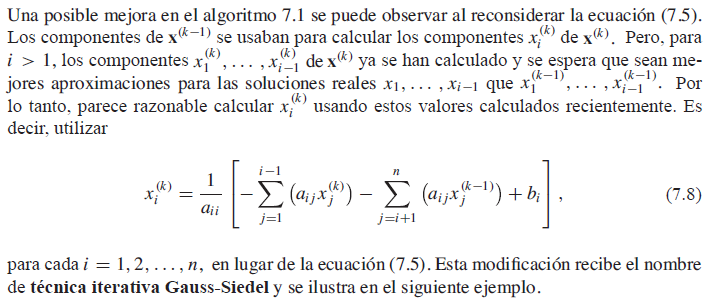 Una posible mejora en el algoritmo 7.1 se puede observar al reconsiderar la ecuación (7.5).
Los componentes de x^(k−1) se usaban para calcular los componentes x_i^(k) de x^(k). Pero, para
i > 1, los componentes x_1^(k), . . . , x_{i−1}^(k) de x^(k) ya se han calculado y se espera que sean me-
jores aproximaciones para las soluciones reales x_1, . . . , x_{i−1} que x_1^(k−1), . . . , x_{i−1}^(k−1). Por
lo tanto, parece razonable calcular x_i^(k) usando estos valores calculados recientemente. Es
decir, utilizar
x_i^(k) = 1/a_{ii} [ −∑_{j=1}^{i−1} (a_{ij} x_j^(k)) − ∑_{j=i+1}^{n} (a_{ij} x_j^(k−1)) + b_i ] , (7.8)
para cada i = 1, 2, . . . , n, en lugar de la ecuación (7.5). Esta modificación recibe el nombre
de técnica iterativa Gauss-Siedel y se ilustra en el siguiente ejemplo.